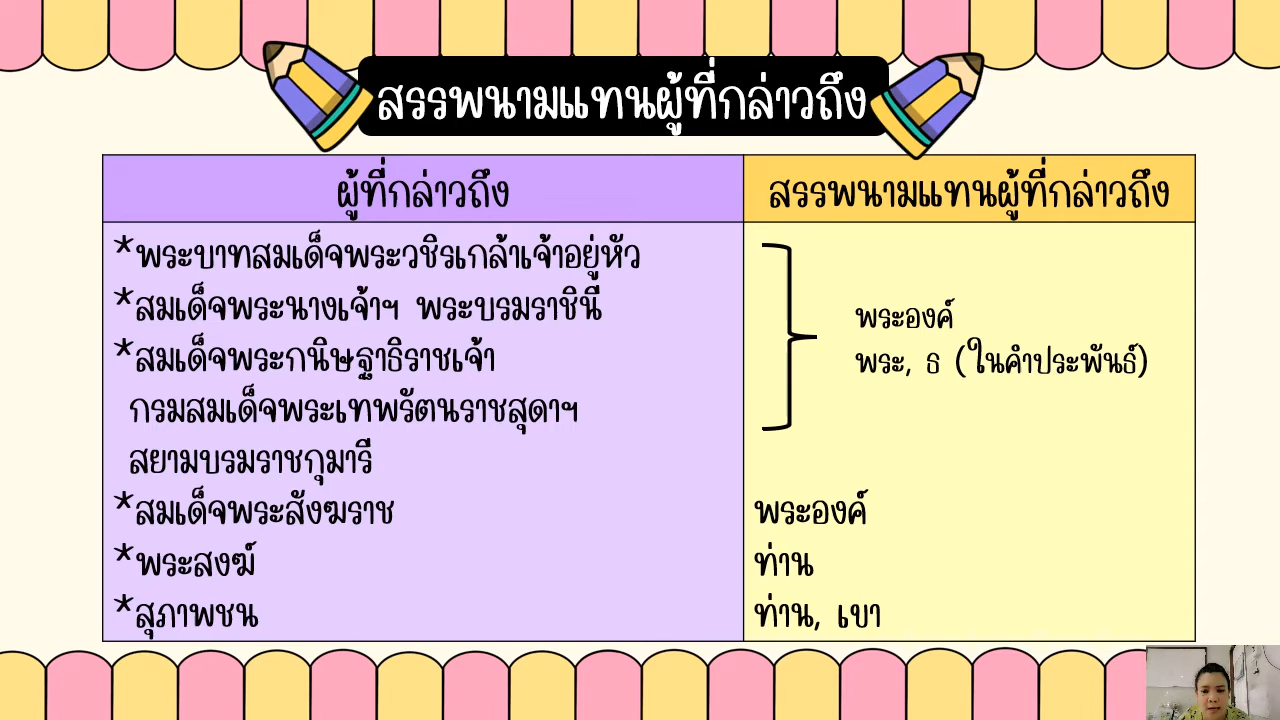 สรรพนามแทนผู้ที่กล่าวถึง
ผู้ที่กล่าวถึง
สรรพนามแทนผู้ที่กล่าวถึง
*พระบาทสมเด็จพระวชิรเกล้าเจ้าอยู่หัว
*สมเด็จพระนางเจ้าฯ พระบรมราชินี
*สมเด็จพระกนิษฐาธิราชเจ้า
กรมสมเด็จพระเทพรัตนราชสุดาฯ
สยามบรมราชกุมารี
พระองค์
พระ, ธ (ในคำประพันธ์)
*สมเด็จพระสังฆราช
พระองค์
*พระสงฆ์
ท่าน
*สุภาพชน
ท่าน, เขา